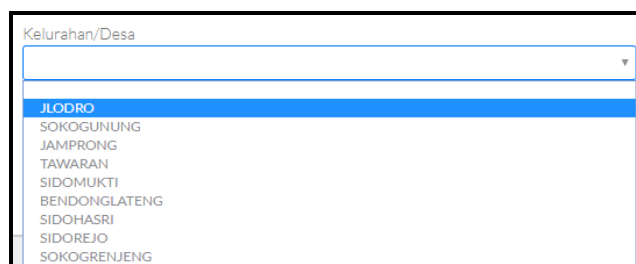 Kelurahan/Desa
JLODRO
SOKOGUNUNG
JAMPRONG
TAWARAN
SIDOMUKTI
BENDONGLATENG
SIDOHASRI
SIDOREJO
SOKOGRENJENG